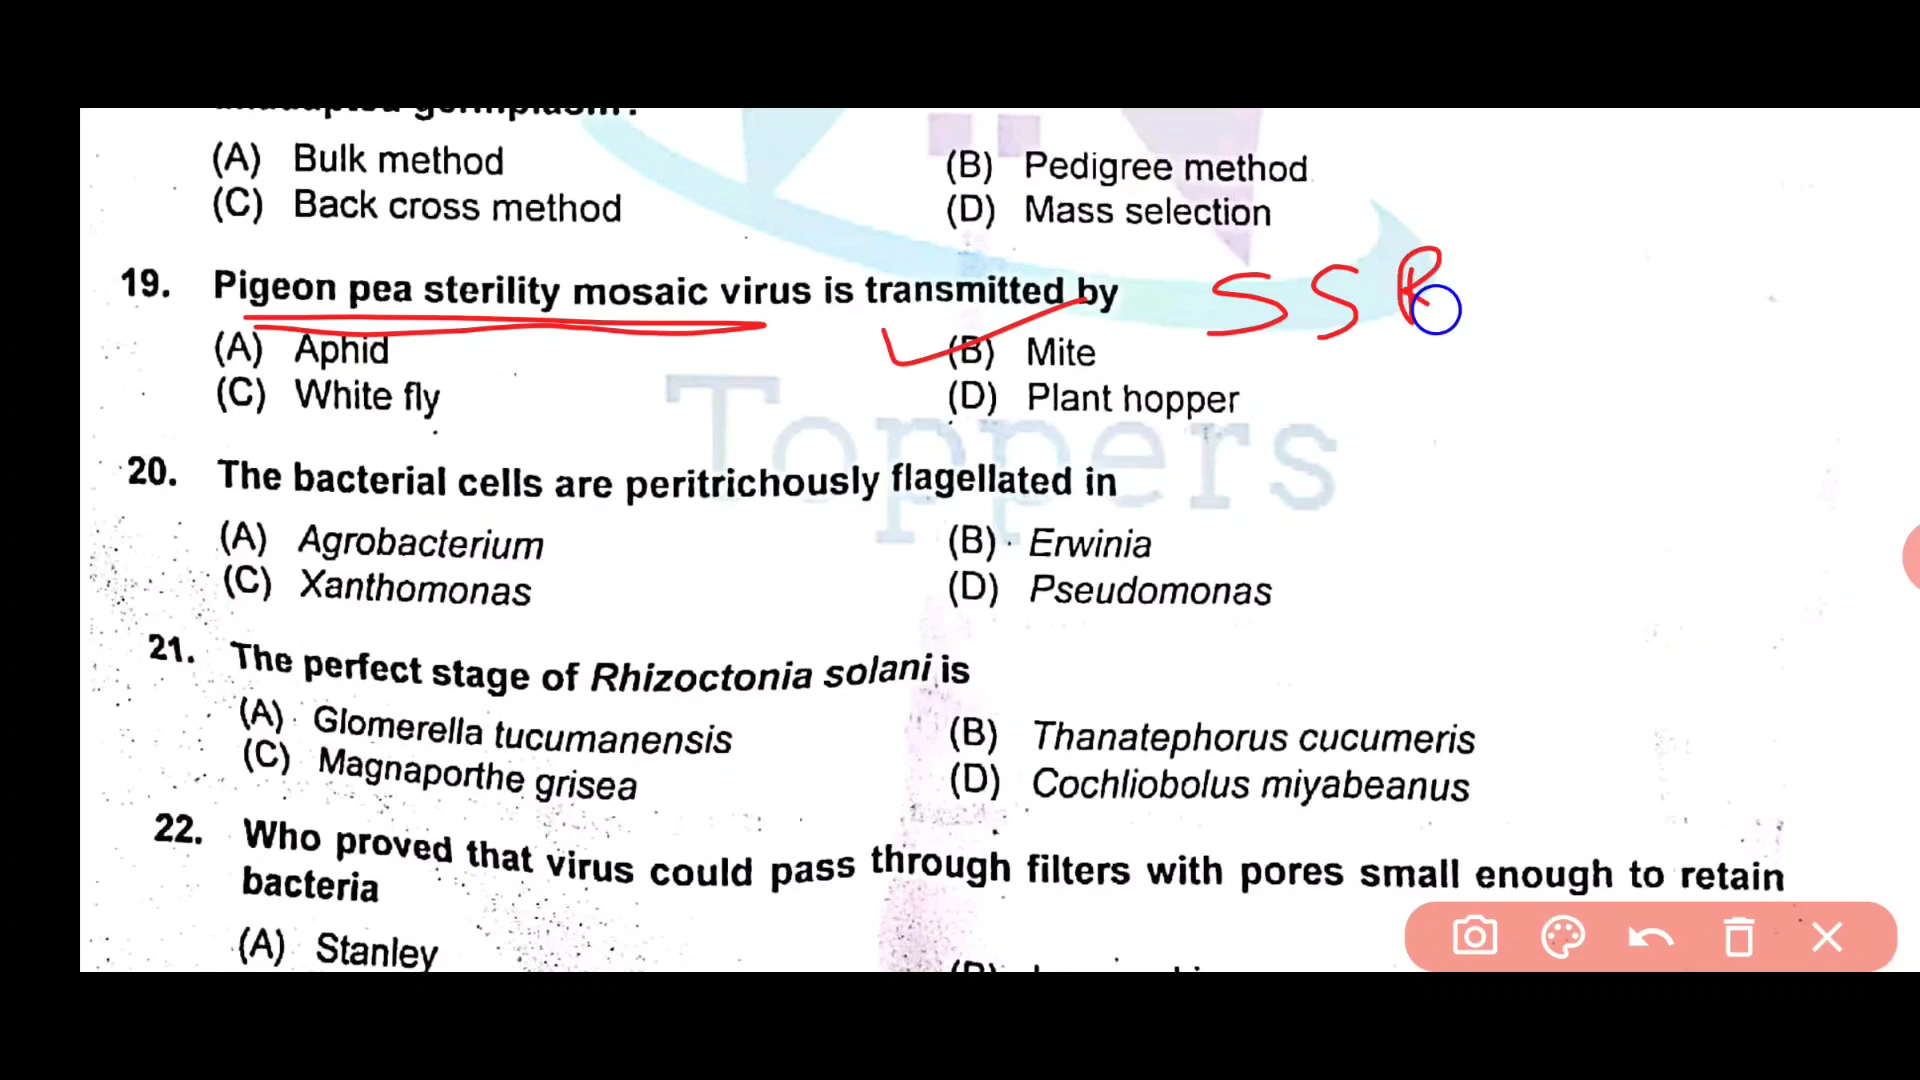 germplasm?
(A) Bulk method (B) Pedigree method
(C) Back cross method (D) Mass selection
19. Pigeon pea sterility mosaic virus is transmitted by SSR
(A) Aphid (B) Mite
(C) White fly (D) Plant hopper
20. The bacterial cells are peritrichously flagellated in
(A) Agrobacterium (B) Erwinia
(C) Xanthomonas (D) Pseudomonas
21. The perfect stage of Rhizoctonia solani is
(A) Glomerella tucumanensis (B) Thanatephorus cucumeris
(C) Magnaporthe grisea (D) Cochliobolus miyabeanus
22. Who proved that virus could pass through filters with pores small enough to retain
bacteria
(A) Stanley
Toppers